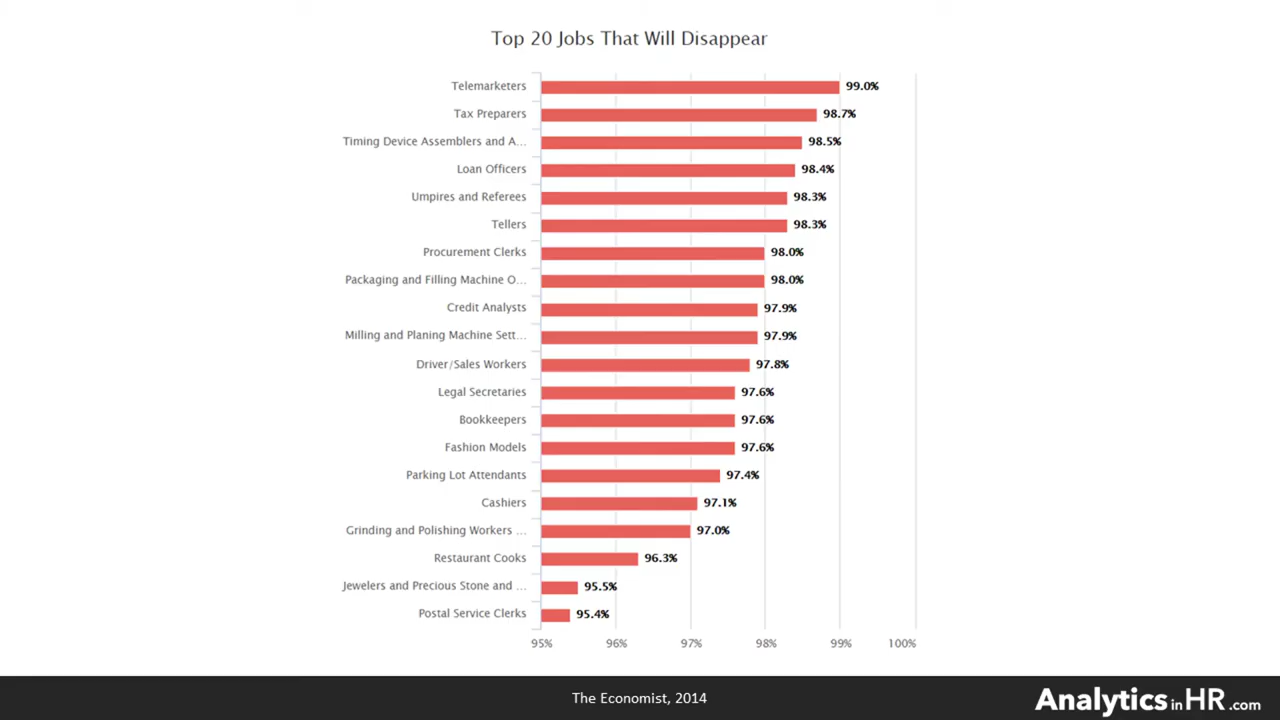 Top 20 Jobs That Will Disappear
Telemarketers 99.0%
Tax Preparers 98.7%
Timing Device Assemblers and A... 98.5%
Loan Officers 98.4%
Umpires and Referees 98.3%
Tellers 98.3%
Procurement Clerks 98.0%
Packaging and Filling Machine O... 98.0%
Credit Analysts 97.9%
Milling and Planing Machine Sett... 97.9%
Driver/Sales Workers 97.8%
Legal Secretaries 97.6%
Bookkeepers 97.6%
Fashion Models 97.6%
Parking Lot Attendants 97.4%
Cashiers 97.1%
Grinding and Polishing Workers ... 97.0%
Restaurant Cooks 96.3%
Jewelers and Precious Stone and ... 95.5%
Postal Service Clerks 95.4%
95% 96% 97% 98% 99% 100%
The Economist, 2014
AnalyticsinHR.com